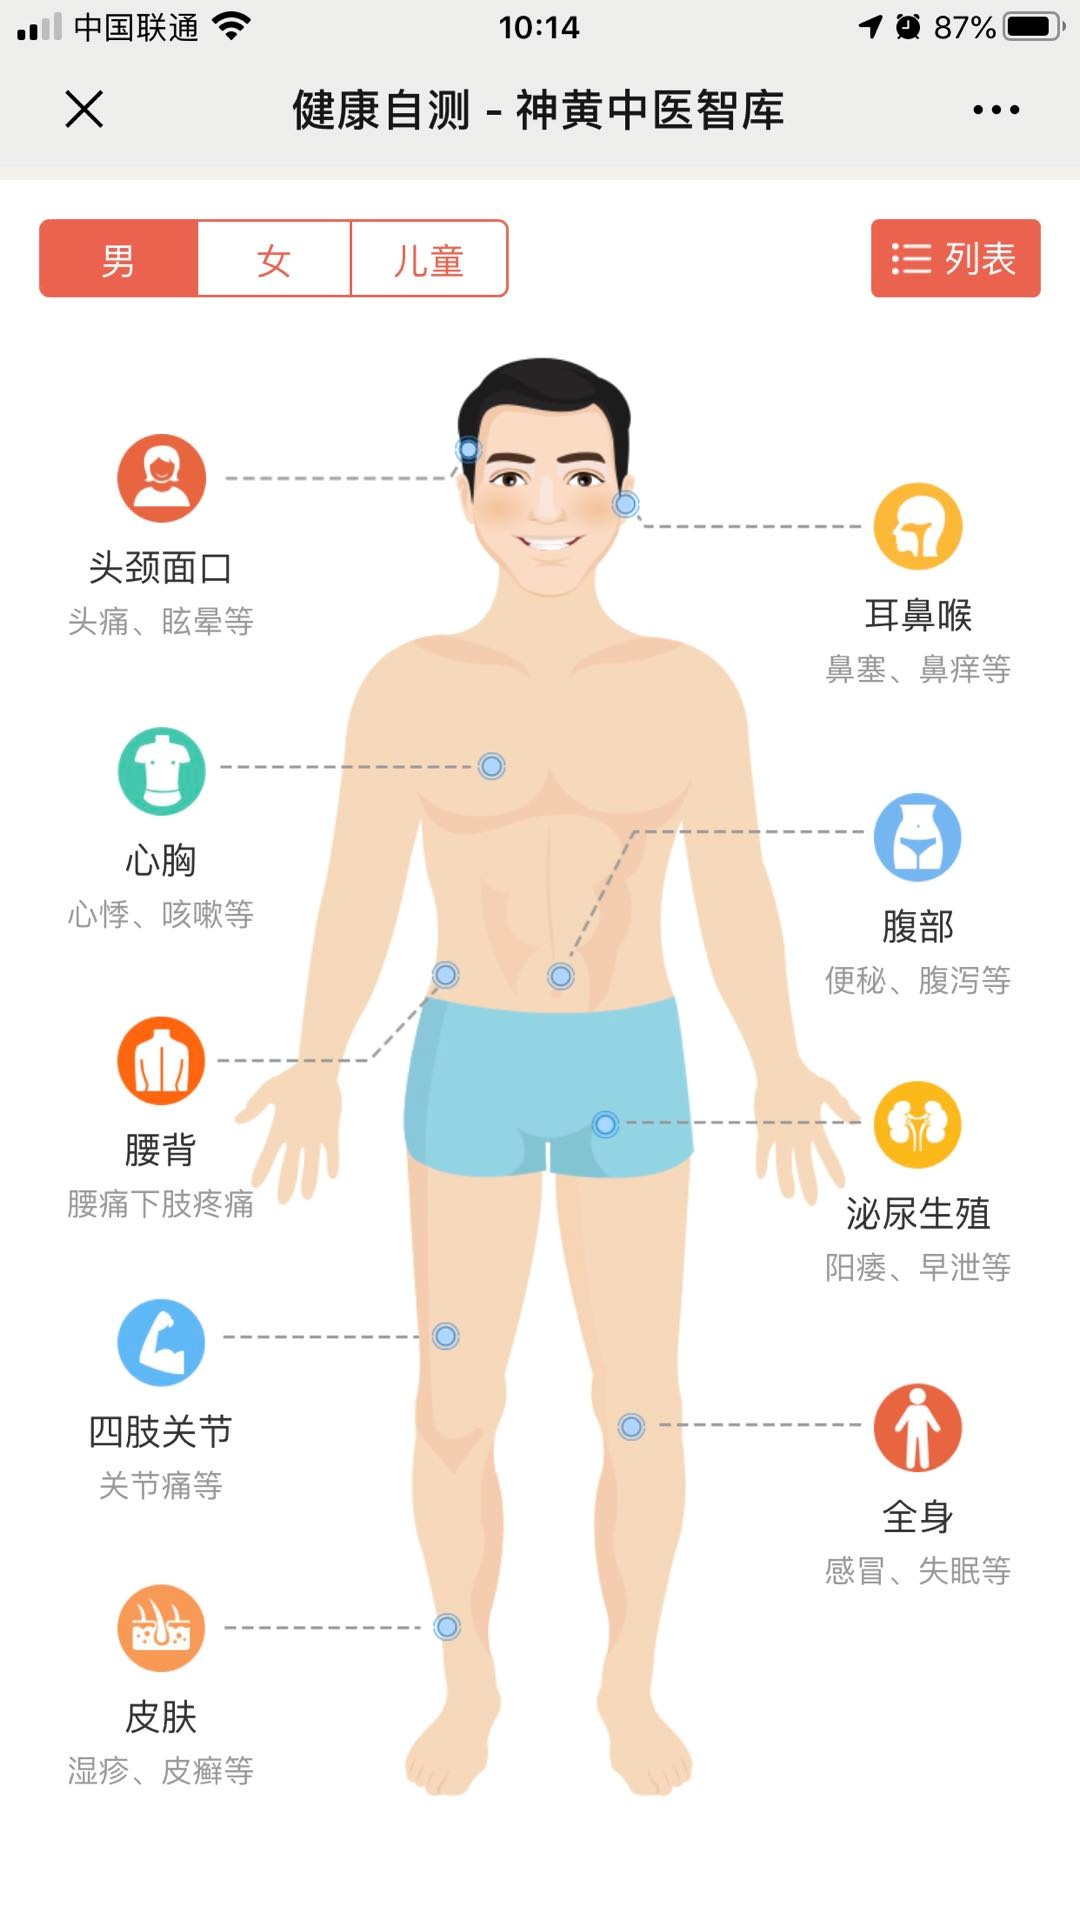 中国联通
10:14
87%
健康自测 - 神黄中医智库
男
女
儿童
列表
头颈面口
头痛、眩晕等
耳鼻喉
鼻塞、鼻痒等
心胸
心悸、咳嗽等
腹部
便秘、腹泻等
腰背
腰痛下肢疼痛
泌尿生殖
阳痿、早泄等
四肢关节
关节痛等
全身
感冒、失眠等
皮肤
湿疹、皮癣等